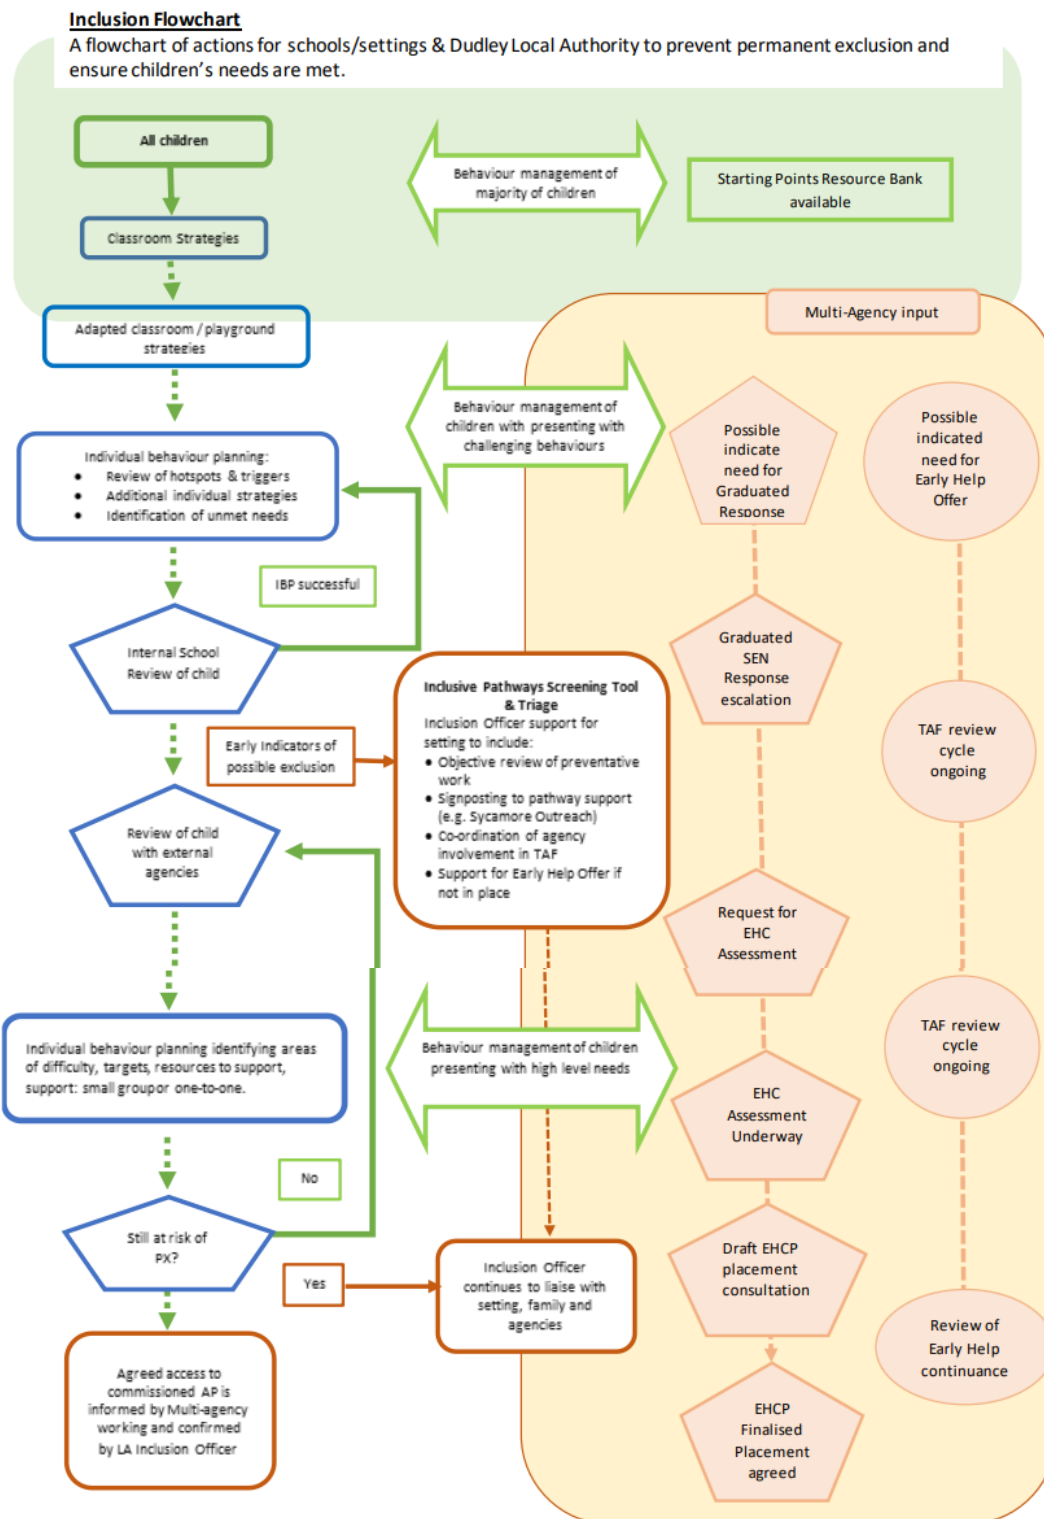 Inclusion Flowchart
A flowchart of actions for schools/settings & Dudley Local Authority to prevent permanent exclusion and
ensure children's needs are met.
All children
Behaviour management of
majority of children
Starting Points Resource Bank
available
Classroom Strategies
Multi-Agency input
Adapted classroom / playground
strategies
Behaviour management of
children with presenting with
challenging behaviours
Possible
indicate
need for
Graduated
Response
Possible
indicated
need for
Early Help
Offer
Individual behaviour planning:
• Review of hotspots & triggers
• Additional individual strategies
• Identification of unmet needs
IBP successful
Internal School
Review of child
Graduated
SEN
Response
escalation
Inclusive Pathways Screening Tool
& Triage
Inclusion Officer support for
setting to include:
• Objective review of preventative
work
• Signposting to pathway support
(e.g. Sycamore Outreach)
• Co-ordination of agency
involvement in TAF
• Support for Early Help Offer if
not in place
Early Indicators of
possible exclusion
TAF review
cycle
ongoing
Review of child
with external
agencies
Request for
EHC
Assessment
Individual behaviour planning identifying areas
of difficulty, targets, resources to support,
support: small groupor one-to-one.
Behaviour management of children
presenting with high level needs
TAF review
cycle
ongoing
EHC
Assessment
Underway
No
Still at risk of
PX?
Yes
Inclusion Officer
continues to liaise with
setting, family and
agencies
Draft EHCP
placement
consultation
Review of
Early Help
continuance
Agreed access to
commissioned AP is
informed by Multi-agency
working and confirmed
by LA Inclusion Officer
EHCP
Finalised
Placement
agreed